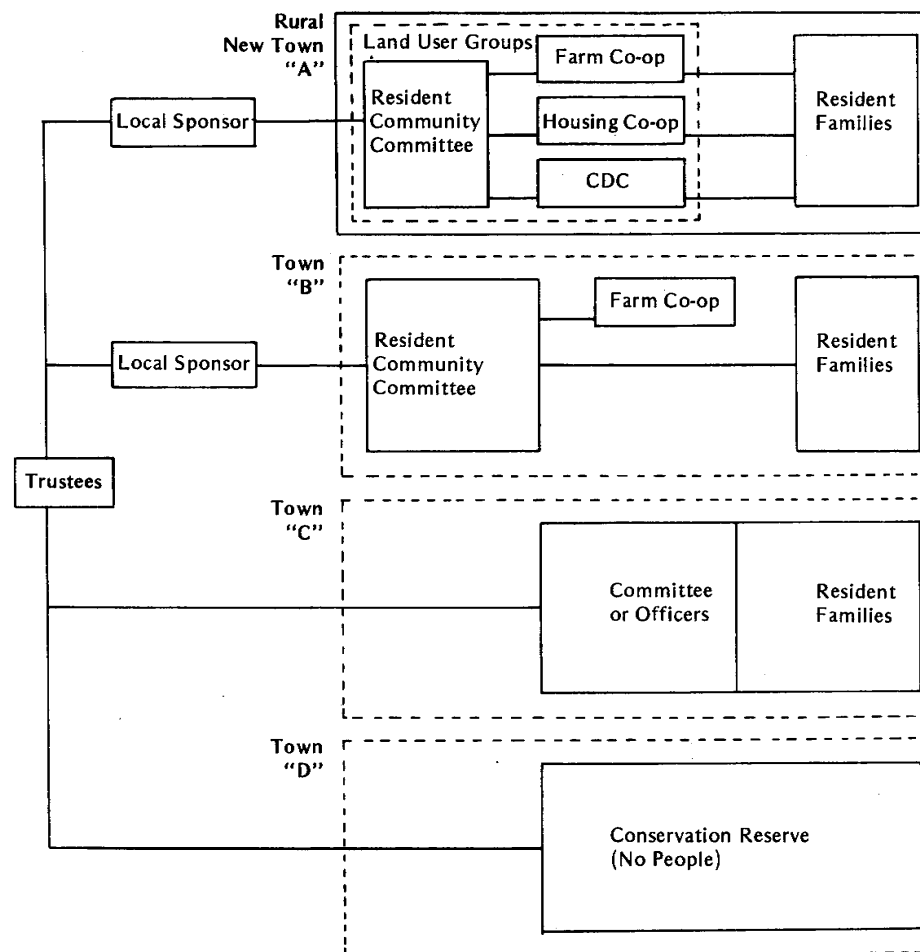 Rural
New Town
“A”
Land User Groups
Farm Co-op
Resident
Community
Committee
Housing Co-op
CDC
Resident
Families
Local Sponsor
Town
“B”
Farm Co-op
Resident
Community
Committee
Resident
Families
Local Sponsor
Trustees
Town
“C”
Committee
or Officers
Resident
Families
Town
“D”
Conservation Reserve
(No People)